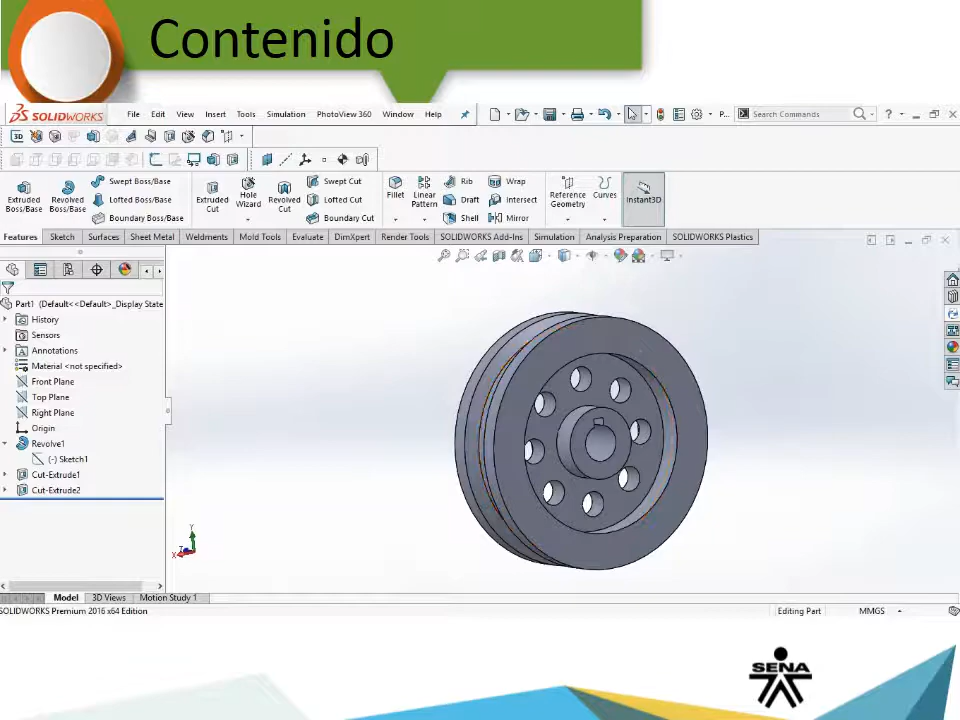 Contenido
SOLIDWORKS File Edit View Insert Tools Simulation PhotoView 360 Window Help P... Search Commands ?
3D
Swept Boss/Base Swept Cut Rib Wrap
Extruded Boss/Base Revolved Boss/Base Lofted Boss/Base Extruded Cut Hole Wizard Revolved Cut Lofted Cut Fillet Linear Pattern Draft Intersect Reference Geometry Curves Instant3D
Boundary Boss/Base Boundary Cut Shell Mirror
Features Sketch Surfaces Sheet Metal Weldments Mold Tools Evaluate DimXpert Render Tools SOLIDWORKS Add-Ins Simulation Analysis Preparation SOLIDWORKS Plastics
Part1 (Default<<Default>_Display State
History
Sensors
Annotations
Material <not specified>
Front Plane
Top Plane
Right Plane
Origin
Revolve1
(-) Sketch1
Cut-Extrude1
Cut-Extrude2
Y
Z
X
Model 3D Views Motion Study 1
SOLIDWORKS Premium 2016 x64 Edition Editing Part MMGS
SENA